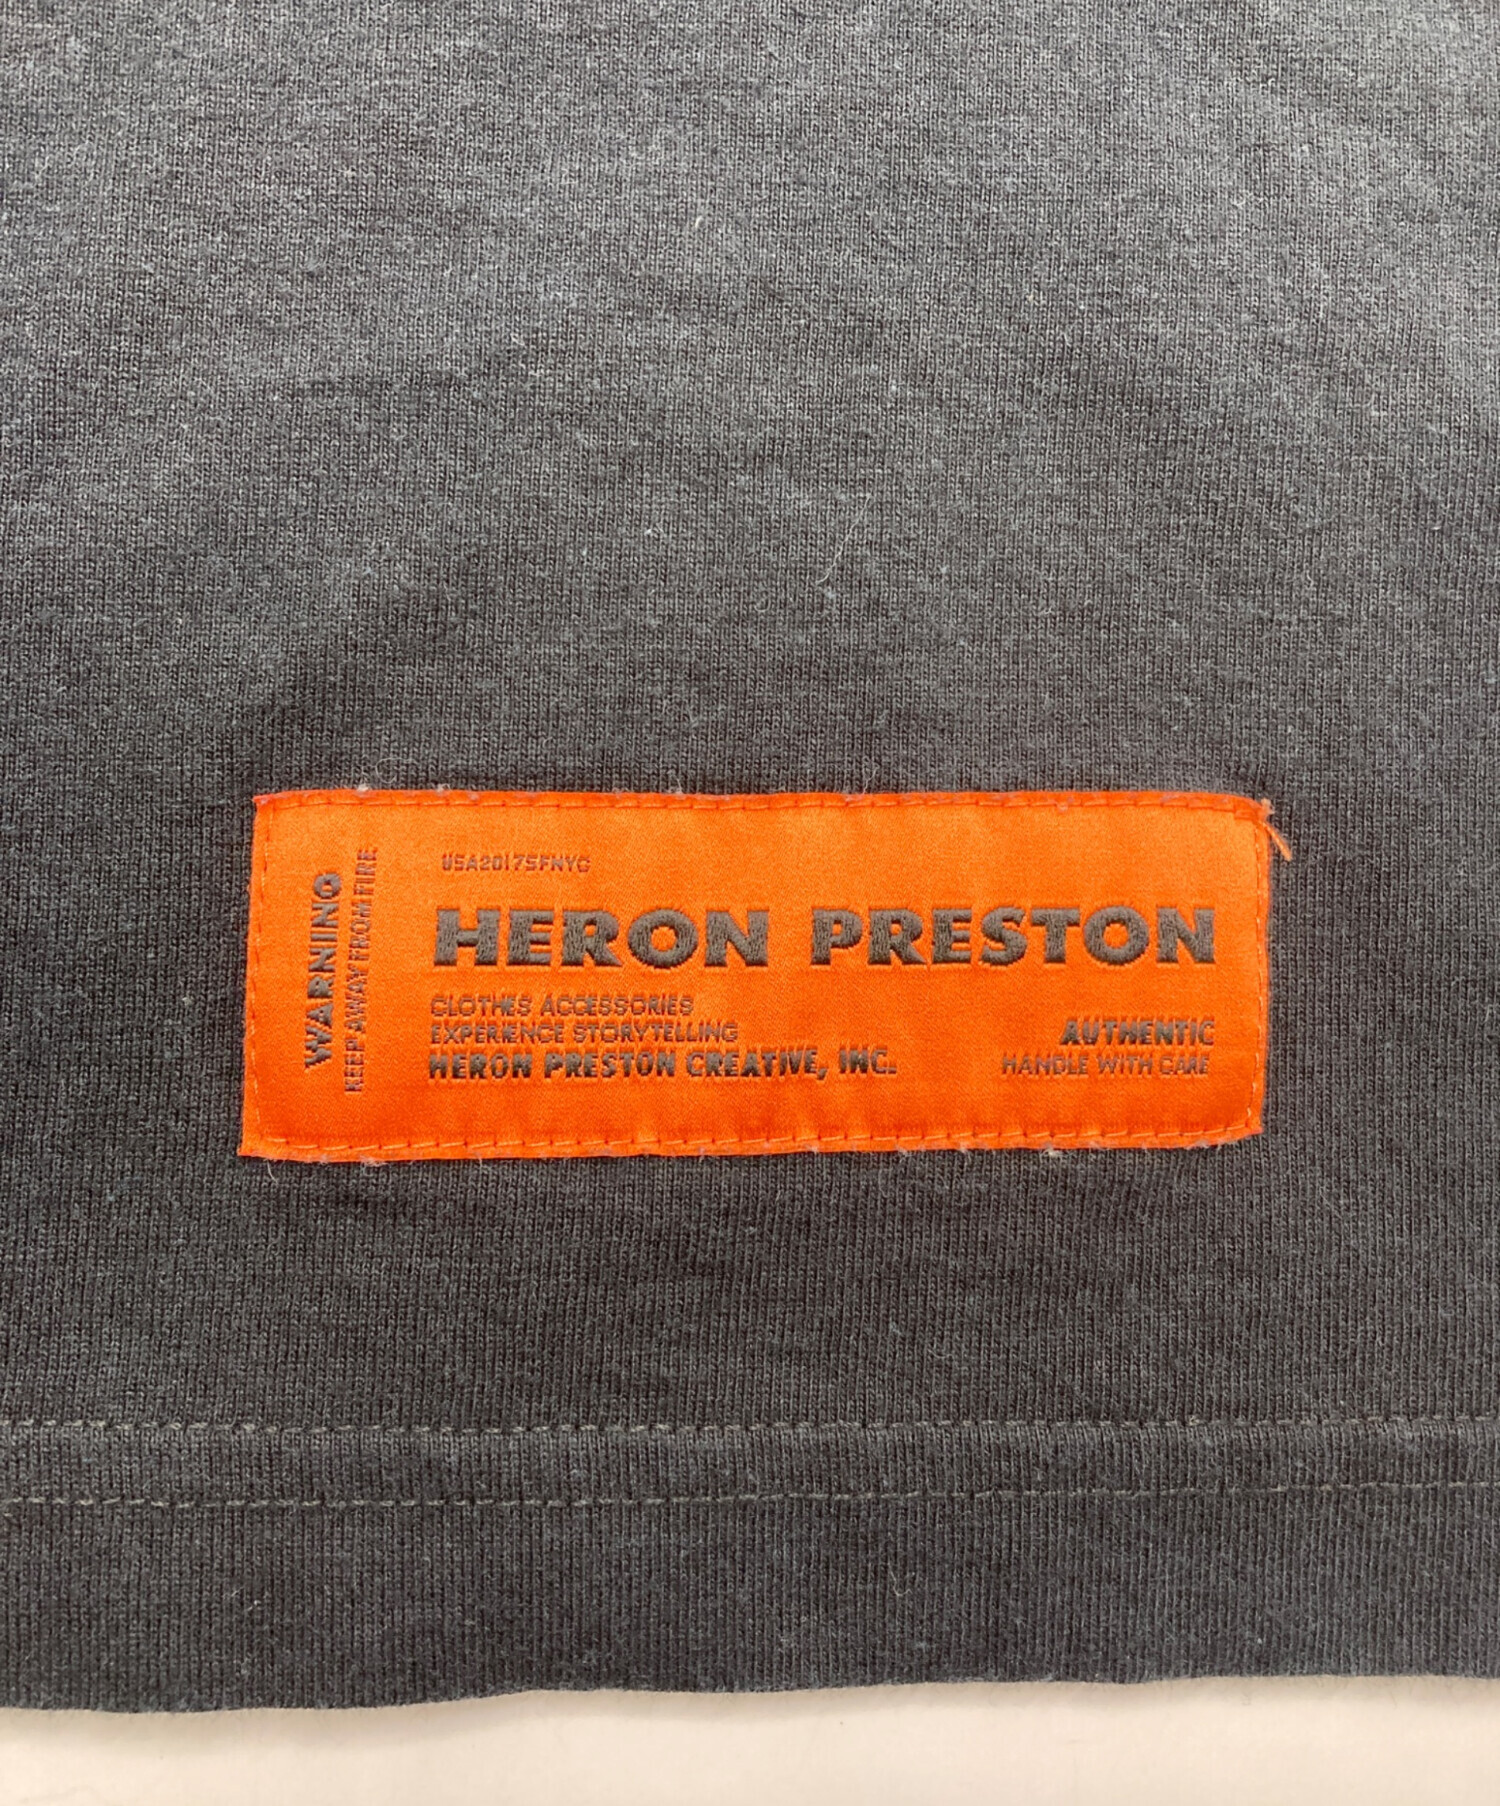 WARNING
KEEP AWAY FROM FIRE
USA2017SFNYC
HERON PRESTON
CLOTHES ACCESSORIES
EXPERIENCE STORYTELLING
HERON PRESTON CREATIVE, INC.
AUTHENTIC
HANDLE WITH CARE